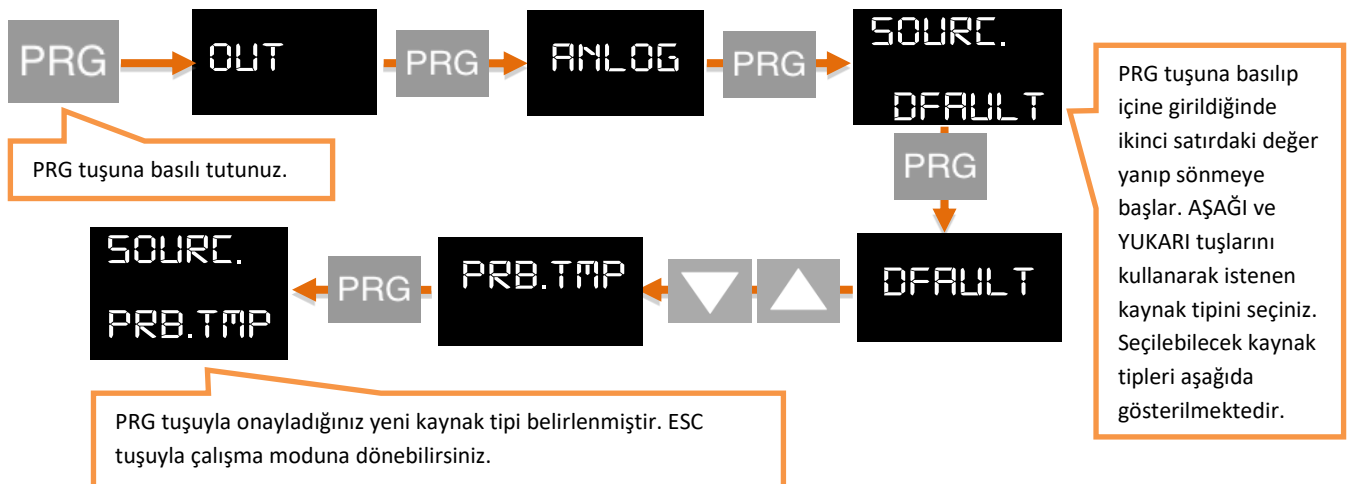 PRG
OUT
PRG
ANLOG
PRG
SOURC.
DFAULT
PRG tuşuna basılı tutunuz.
PRG tuşuna basılıp
içine girildiğinde
ikinci satırdaki değer
yanıp sönmeye
başlar. AŞAĞI ve
YUKARI tuşlarını
kullanarak istenen
kaynak tipini seçiniz.
Seçilebilecek kaynak
tipleri aşağıda
gösterilmektedir.
PRG
DFAULT
PRB.TMP
PRG
SOURC.
PRB.TMP
PRG tuşuyla onayladığınız yeni kaynak tipi belirlenmiştir. ESC
tuşuyla çalışma moduna dönebilirsiniz.